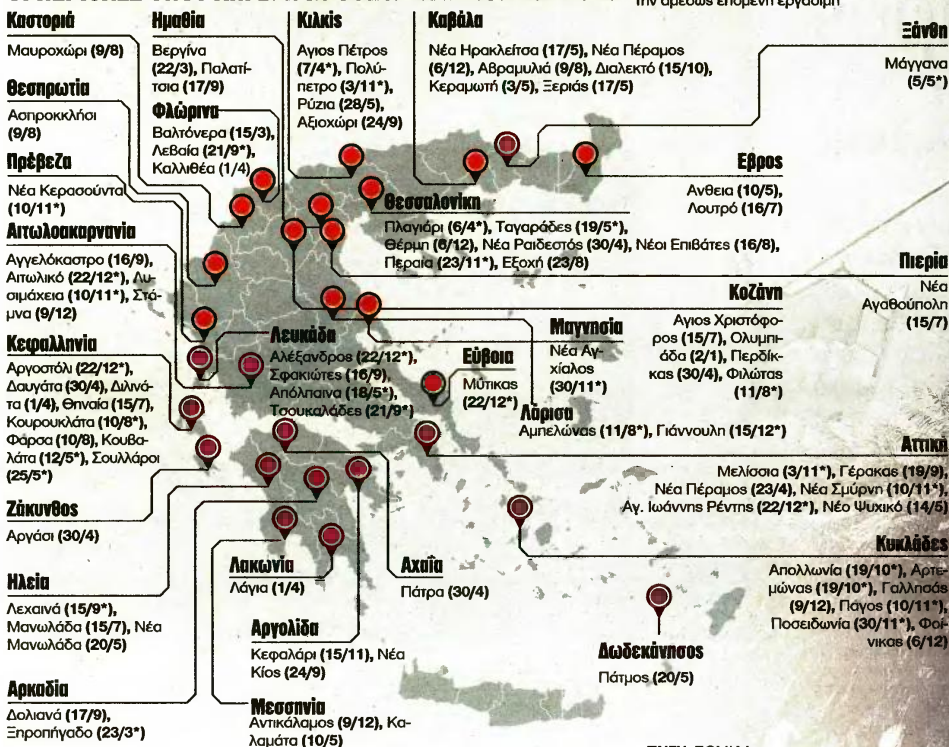 την αμέσως επόμενη εργάσιμη
Καστοριά
Μαυροχώρι (9/8)
Θεσπρωτία
Ασπροκκλήσι
(9/8)
Πρέβεζα
Νέα Κερασούντα
(10/11*)
Αιτωλοακαρνανία
Αγγελόκαστρο (16/9),
Αιτωλικό (22/12*), Λυ-
σιμάχεια (10/11*), Στά-
μνα (9/12)
Κεφαλληνία
Αργοστόλι (22/12*),
Δαυγάτα (30/4), Διλινά-
τα (1/4), Θηναία (15/7),
Κουρουκλάτα (10/8*),
Φάρσα (10/8), Κουβα-
λάτα (12/5*), Σουλλάροι
(25/5*)
Ζάκυνθος
Αργάσι (30/4)
Ηλεία
Λεχαινά (15/9*),
Μανωλάδα (15/7), Νέα
Μανωλάδα (20/5)
Αρκαδία
Δολιανά (17/9),
Ξηροπήγαδο (23/3*)
Ημαθία
Βεργίνα
(22/3), Παλατί-
τσια (17/9)
Φλώρινα
Βαλτόνερα (15/3),
Λεβαία (21/9*),
Καλλιθέα (1/4)
Κιλκίς
Αγιος Πέτρος
(7/4*), Πολύ-
πετρο (3/11*),
Ρύζια (28/5),
Αξιοχώρι (24/9)
Καβάλα
Νέα Ηρακλείτσα (17/5), Νέα Πέραμος
(6/12), Αβραμυλιά (9/8), Διαλεκτό (15/10),
Κεραμωτή (3/5), Ξεριάς (17/5)
Ξάνθη
Μάγγανα
(5/5*)
Εβρος
Ανθεια (10/5),
Λουτρό (16/7)
Θεσσαλονίκη
Πλαγιάρι (6/4*), Ταγαράδες (19/5*),
Θέρμη (6/12), Νέα Ραιδεστός (30/4), Νέοι Επιβάτες (16/8),
Περαία (23/11*), Εξοχή (23/8)
Πιερία
Νέα
Αγαθούπολη
(15/7)
Κοζάνη
Αγιος Χριστόφο-
ρος (15/7), Ολυμπι-
άδα (2/1), Περδίκ-
κας (30/4), Φιλώτας
(11/8*)
Μαγνησία
Νέα Αγ-
χίαλος
(30/11*)
Λάρισα
Αμπελώνας (11/8*), Γιάννουλη (15/12*)
Λευκάδα
Αλέξανδρος (22/12*),
Σφακιώτες (16/9),
Απόλπαινα (18/5*),
Τσουκαλάδες (21/9*)
Εύβοια
Μύτικας
(22/12*)
Αττική
Μελίσσια (3/11*), Γέρακας (19/9),
Νέα Πέραμος (23/4), Νέα Σμύρνη (10/11*),
Αγ. Ιωάννης Ρέντης (22/12*), Νέο Ψυχικό (14/5)
Κυκλάδες
Απολλωνία (19/10*), Αρτε-
μώνας (19/10*), Γαλησσάς
(9/12), Πάγος (10/11*),
Ποσειδωνία (30/11*), Φοί-
νικας (6/12)
Δωδεκάνησος
Πάτμος (20/5)
Λακωνία
Λάγια (1/4)
Αχαΐα
Πάτρα (30/4)
Αργολίδα
Κεφαλάρι (15/11), Νέα
Κίος (24/9)
Μεσσηνία
Αντικάλαμος (9/12), Κα-
λαμάτα (10/5)